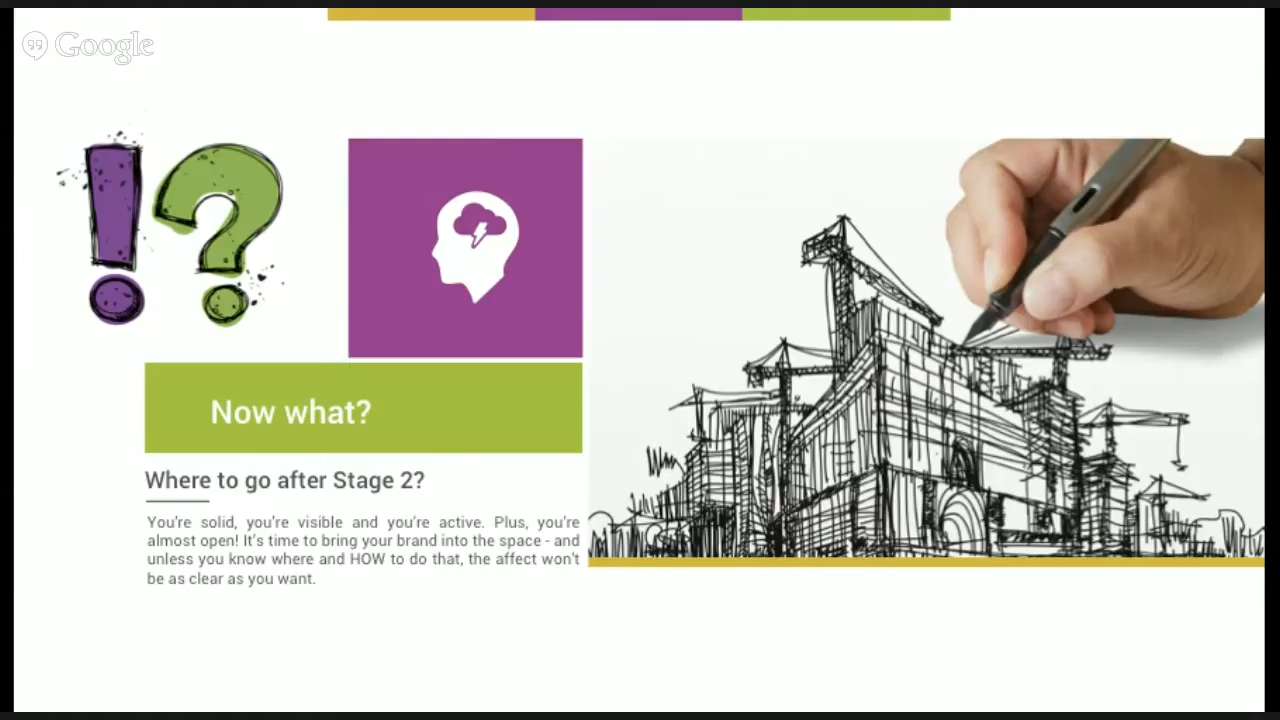 Google
!?
Now what?
Where to go after Stage 2?
You're solid, you're visible and you're active. Plus, you're
almost open! It's time to bring your brand into the space - and
unless you know where and HOW to do that, the affect won't
be as clear as you want.